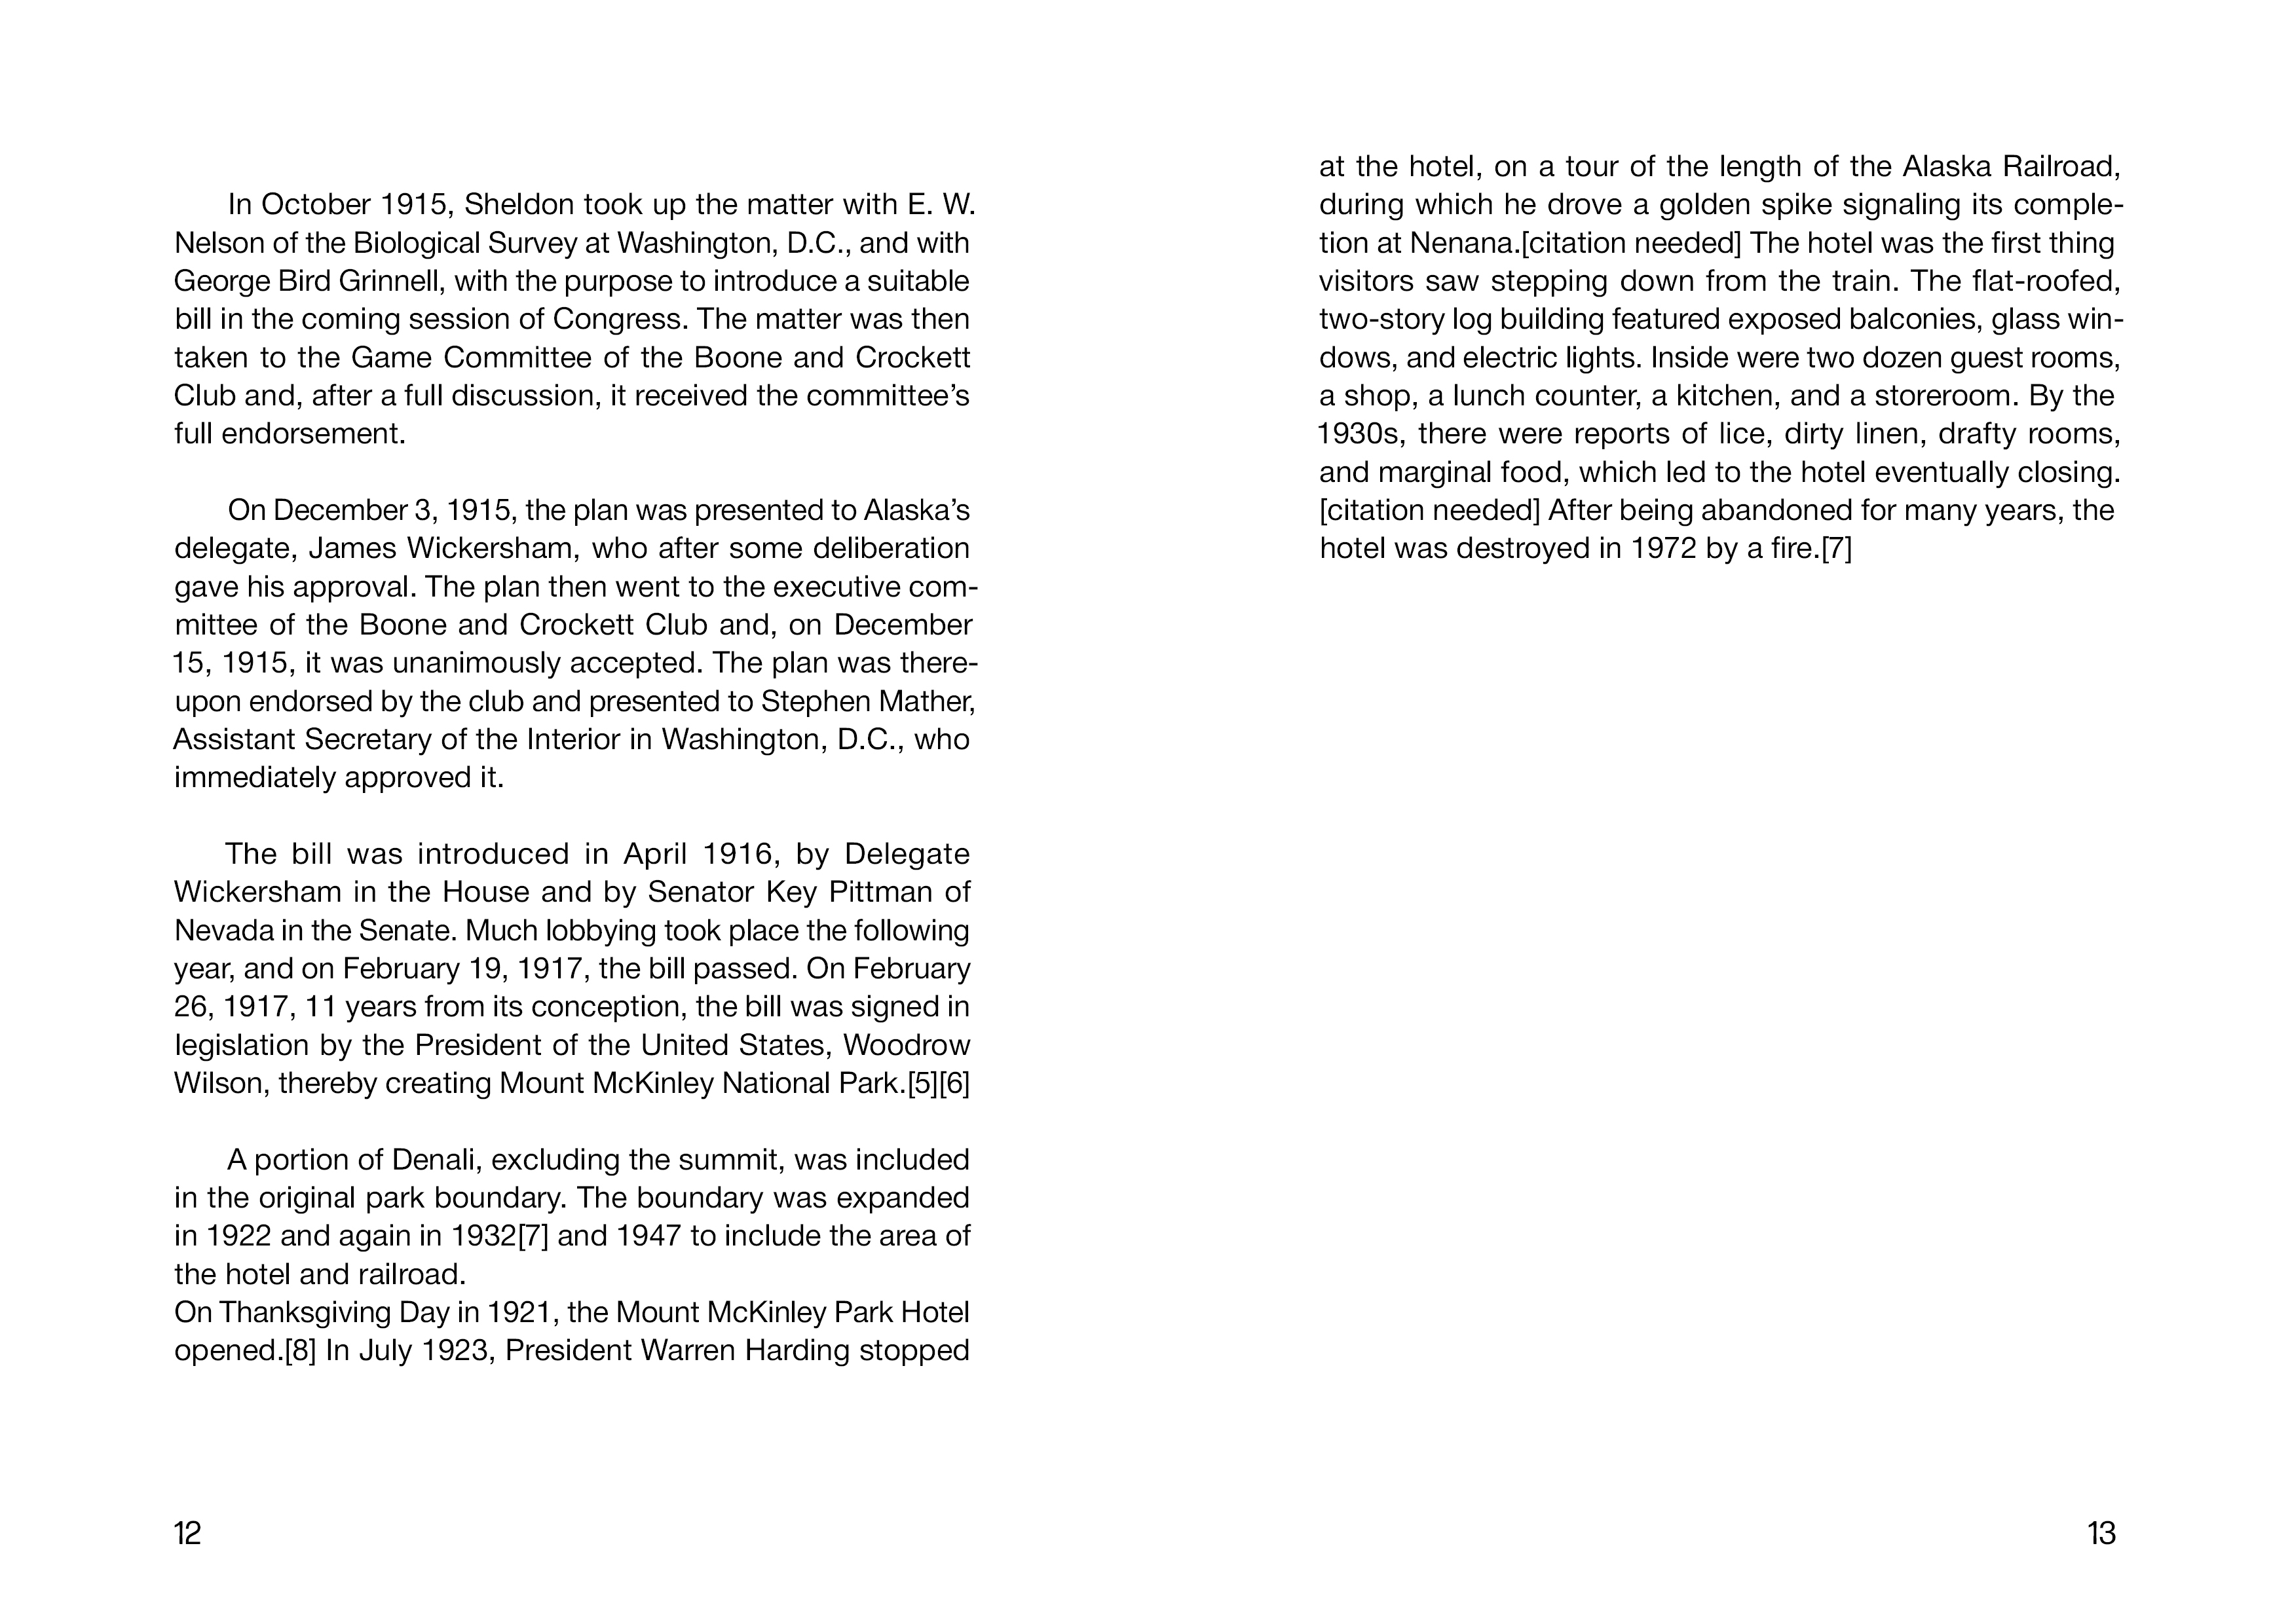 In October 1915, Sheldon took up the matter with E. W.
Nelson of the Biological Survey at Washington, D.C., and with
George Bird Grinnell, with the purpose to introduce a suitable
bill in the coming session of Congress. The matter was then
taken to the Game Committee of the Boone and Crockett
Club and, after a full discussion, it received the committee’s
full endorsement.
On December 3, 1915, the plan was presented to Alaska’s
delegate, James Wickersham, who after some deliberation
gave his approval. The plan then went to the executive com-
mittee of the Boone and Crockett Club and, on December
15, 1915, it was unanimously accepted. The plan was there-
upon endorsed by the club and presented to Stephen Mather,
Assistant Secretary of the Interior in Washington, D.C., who
immediately approved it.
The bill was introduced in April 1916, by Delegate
Wickersham in the House and by Senator Key Pittman of
Nevada in the Senate. Much lobbying took place the following
year, and on February 19, 1917, the bill passed. On February
26, 1917, 11 years from its conception, the bill was signed in
legislation by the President of the United States, Woodrow
Wilson, thereby creating Mount McKinley National Park.[5][6]
A portion of Denali, excluding the summit, was included
in the original park boundary. The boundary was expanded
in 1922 and again in 1932[7] and 1947 to include the area of
the hotel and railroad.
On Thanksgiving Day in 1921, the Mount McKinley Park Hotel
opened.[8] In July 1923, President Warren Harding stopped
12
at the hotel, on a tour of the length of the Alaska Railroad,
during which he drove a golden spike signaling its comple-
tion at Nenana.[citation needed] The hotel was the first thing
visitors saw stepping down from the train. The flat-roofed,
two-story log building featured exposed balconies, glass win-
dows, and electric lights. Inside were two dozen guest rooms,
a shop, a lunch counter, a kitchen, and a storeroom. By the
1930s, there were reports of lice, dirty linen, drafty rooms,
and marginal food, which led to the hotel eventually closing.
[citation needed] After being abandoned for many years, the
hotel was destroyed in 1972 by a fire.[7]
13